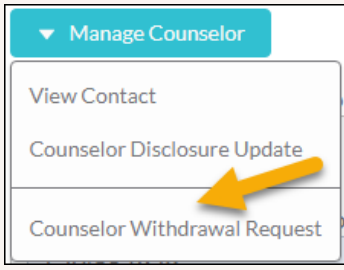 Manage Counselor
View Contact
Counselor Disclosure Update
Counselor Withdrawal Request